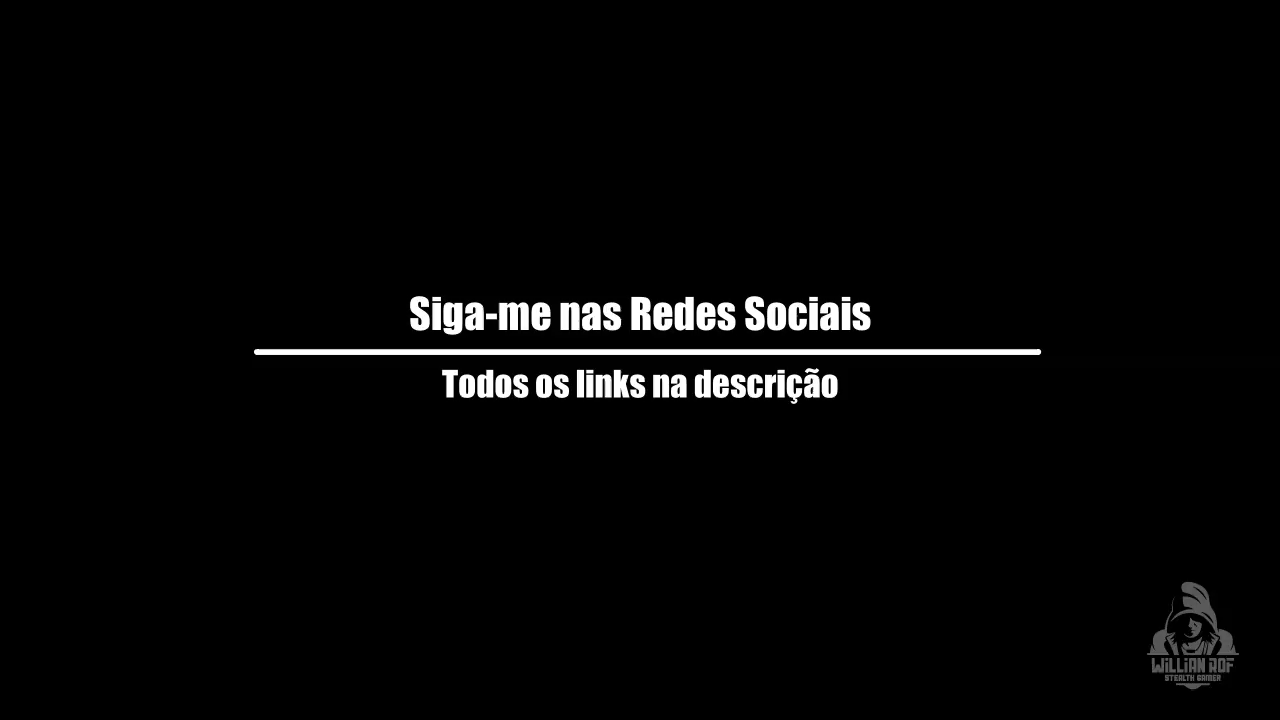 Siga-me nas Redes Sociais
Todos os links na descrição
WILLIAN ROF
STEALTH GAMER